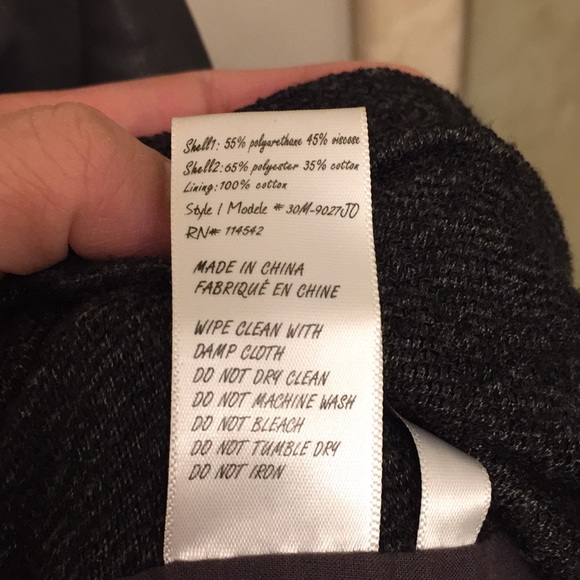 Shell1: 55% polyurethane 45% viscose
Shell2: 65% polyester 35% cotton
Lining: 100% cotton
Style / Modele # 30M-9027JO
RN# 114542
MADE IN CHINA
FABRIQUÉ EN CHINE
WIPE CLEAN WITH
DAMP CLOTH
DO NOT DRY CLEAN
DO NOT MACHINE WASH
DO NOT BLEACH
DO NOT TUMBLE DRY
DO NOT IRON